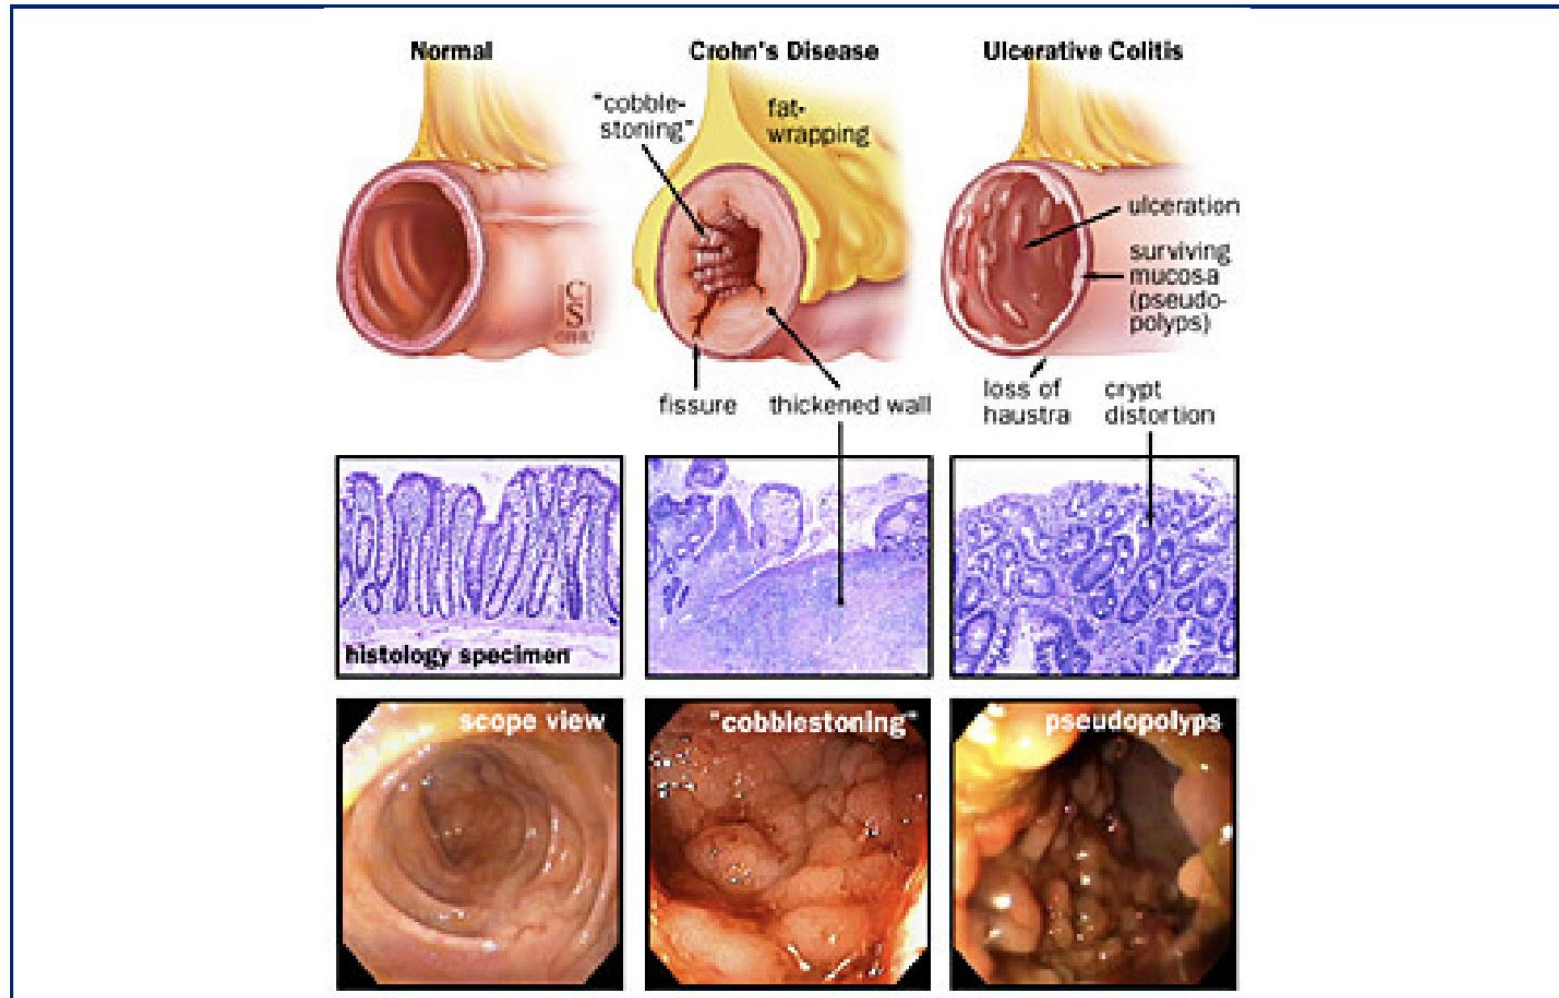 Normal
Crohn's Disease
Ulcerative Colitis
"cobble-
stoning"
fat-
wrapping
ulceration
surviving
mucosa
(pseudo-
polyps)
fissure
thickened wall
loss of
haustra
crypt
distortion
histology specimen
scope view
"cobblestoning"
pseudopolyps